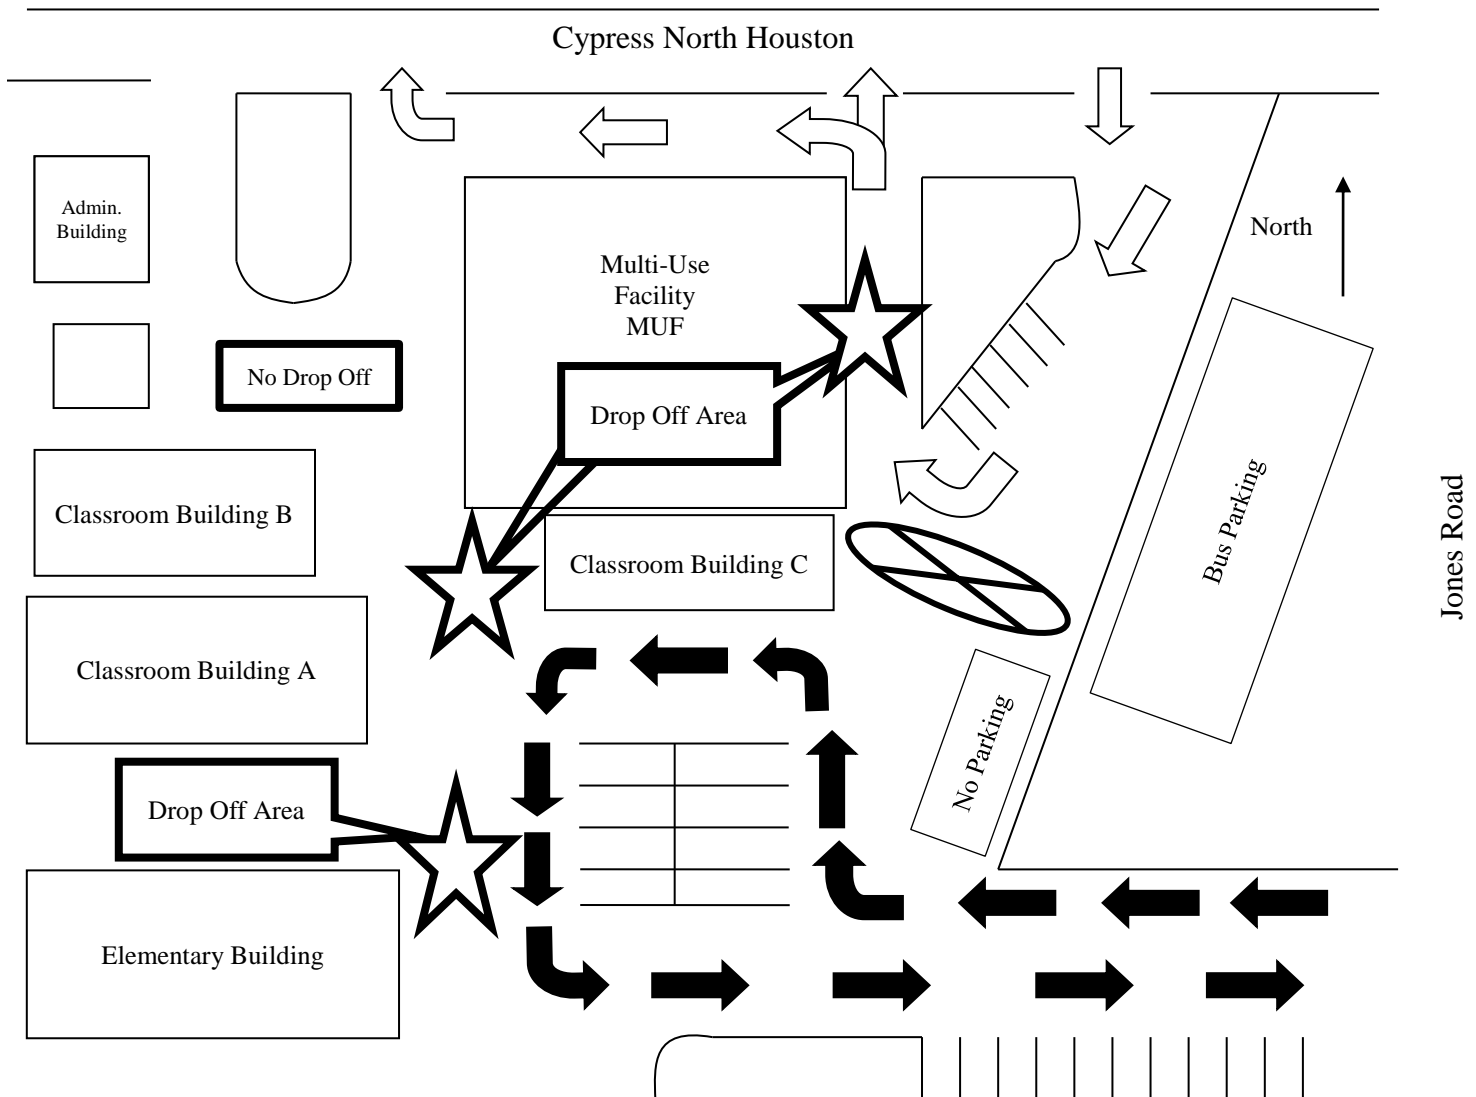 Cypress North Houston
Admin.
Building
North
Multi-Use
Facility
MUF
No Drop Off
Drop Off Area
Classroom Building B
Bus Parking
Jones Road
Classroom Building C
Classroom Building A
No Parking
Drop Off Area
Elementary Building